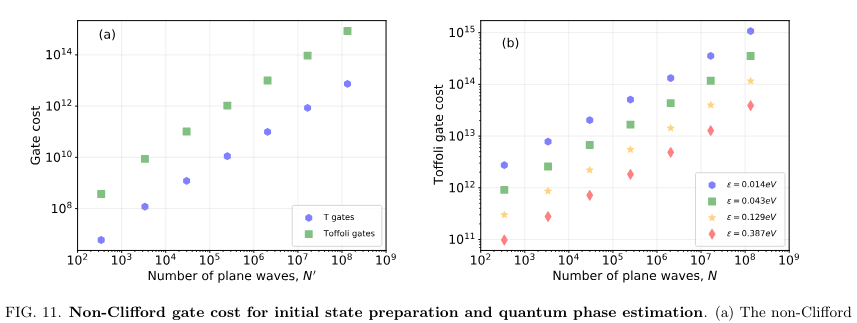 (a)
Gate cost
10^14
10^12
10^10
10^8
T gates
Toffoli gates
10^2 10^3 10^4 10^5 10^6 10^7 10^8 10^9
Number of plane waves, N′
(b)
Toffoli gate cost
10^15
10^14
10^13
10^12
10^11
ε = 0.014eV
ε = 0.043eV
ε = 0.129eV
ε = 0.387eV
10^2 10^3 10^4 10^5 10^6 10^7 10^8 10^9
Number of plane waves, N
FIG. 11. Non-Clifford gate cost for initial state preparation and quantum phase estimation. (a) The non-Clifford